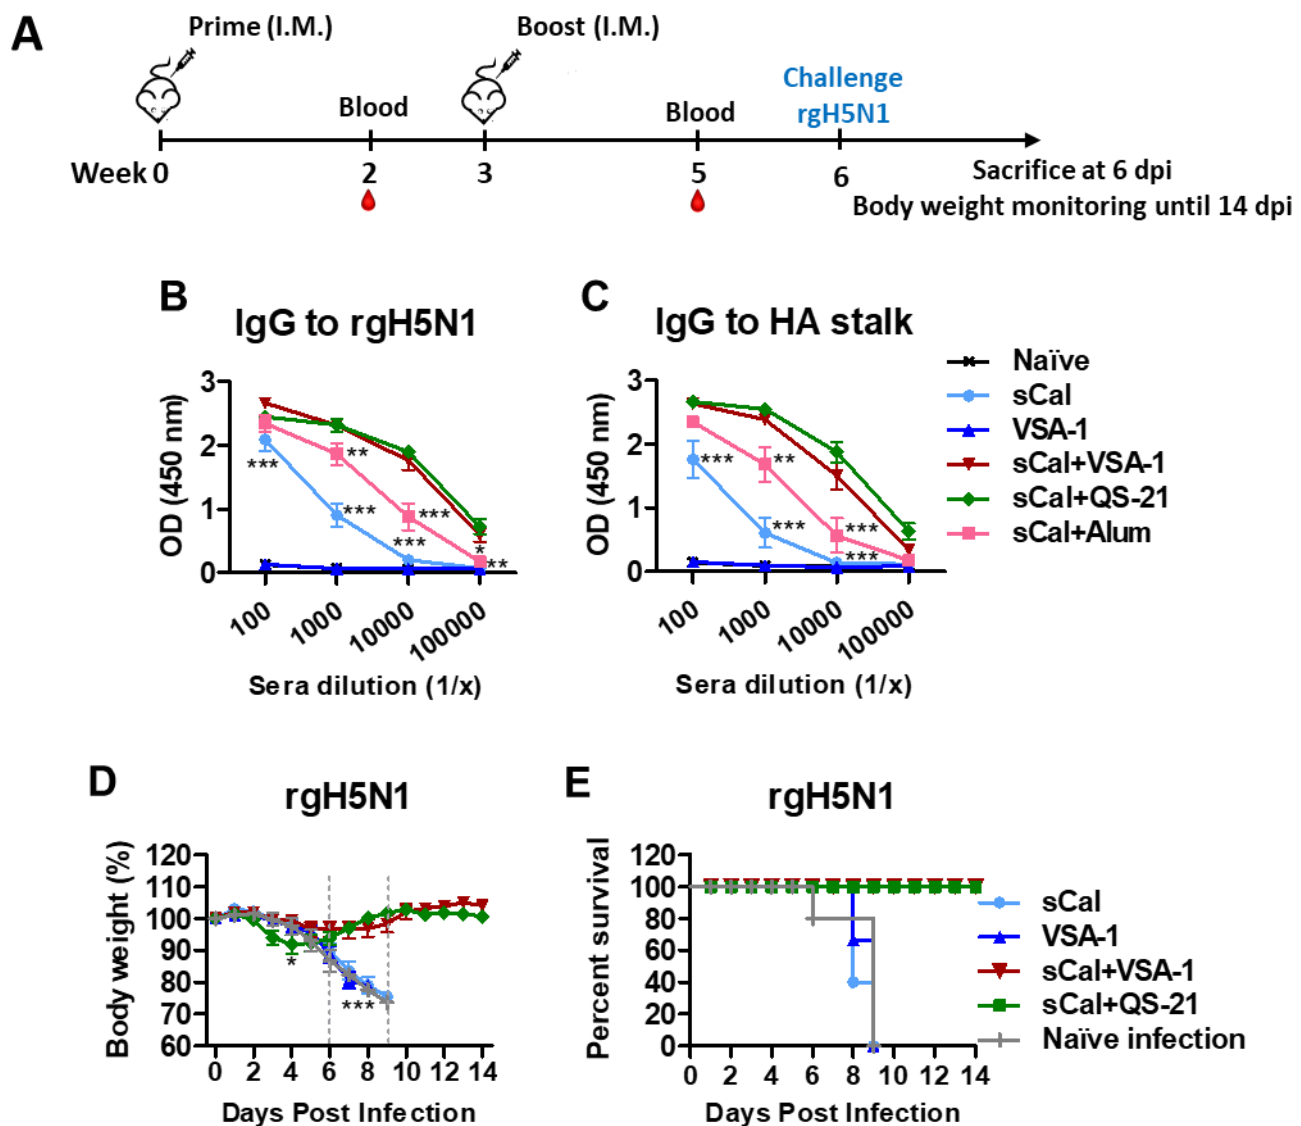 A
Prime (I.M.)
Boost (I.M.)
Blood
Blood
Challenge
rgH5N1
Week 0
2
3
5
6
Sacrifice at 6 dpi
Body weight monitoring until 14 dpi
B
IgG to rgH5N1
OD (450 nm)
3
2
1
0
***
***
**
***
***
*
**
100
1000
10000
100000
Sera dilution (1/x)
C
IgG to HA stalk
OD (450 nm)
3
2
1
0
***
**
***
***
***
100
1000
10000
100000
Sera dilution (1/x)
Naïve
sCal
VSA-1
sCal+VSA-1
sCal+QS-21
sCal+Alum
D
rgH5N1
Body weight (%)
120
110
100
90
80
70
60
*
***
0 2 4 6 8 10 12 14
Days Post Infection
E
rgH5N1
Percent survival
120
100
80
60
40
20
0
0 2 4 6 8 10 12 14
Days Post Infection
sCal
VSA-1
sCal+VSA-1
sCal+QS-21
Naïve infection